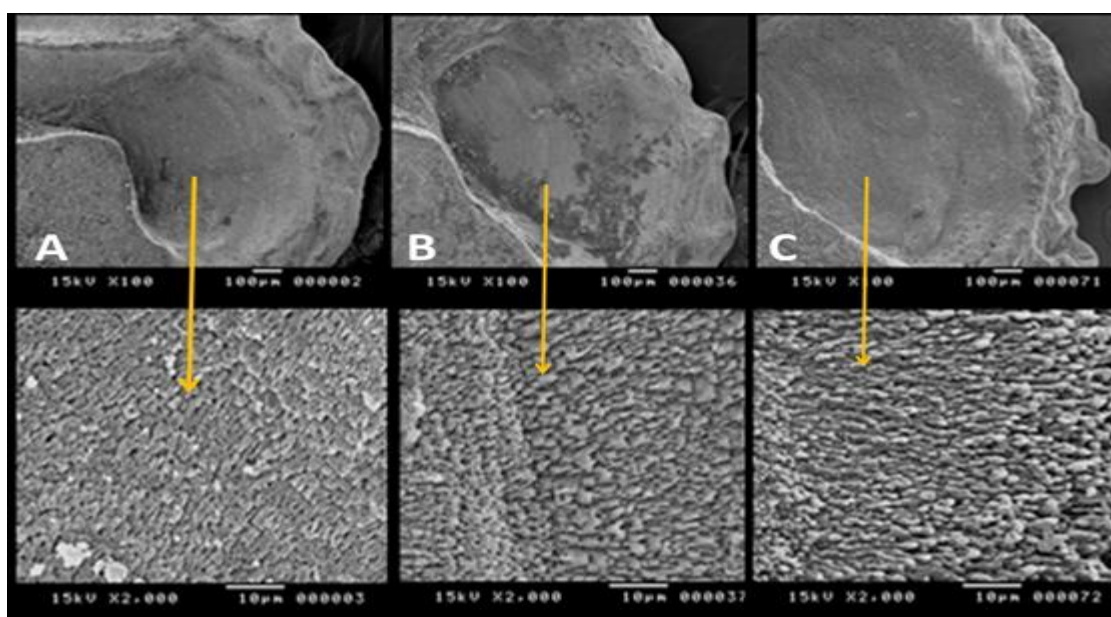 A
B
C
15kV X100 100μm 000002
15kV X100 100μm 000036
15kV X100 100μm 000071
15kV X2,000 10μm 000003
15kV X2,000 10μm 000037
15kV X2,000 10μm 000072